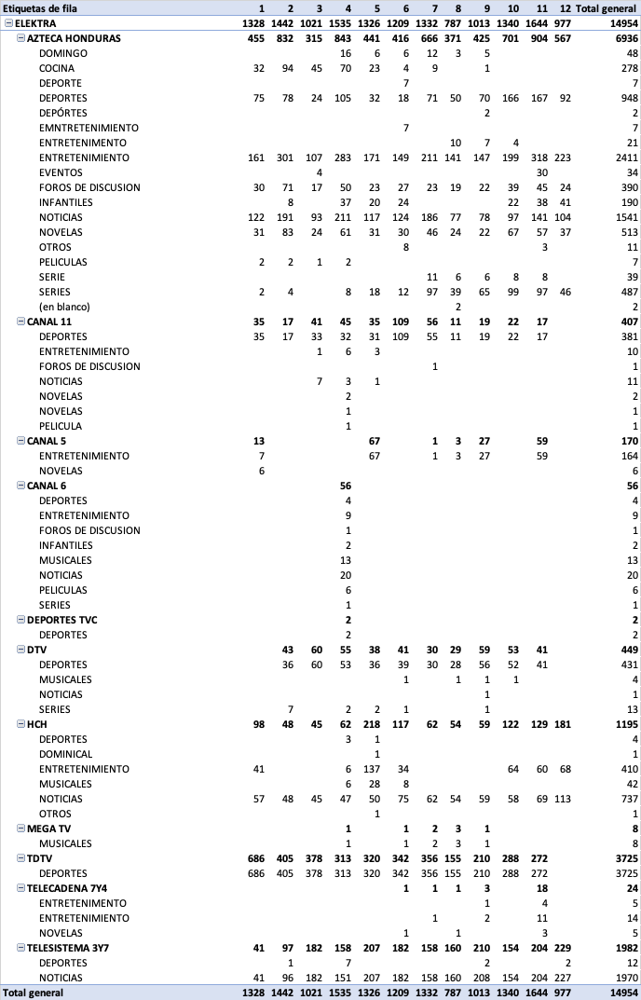 Etiquetas de fila 1 2 3 4 5 6 7 8 9 10 11 12 Total general
ELEKTRA 1328 1442 1021 1535 1326 1209 1332 787 1013 1340 1644 977 14954
AZTECA HONDURAS 455 832 315 843 441 416 666 371 425 701 904 567 6936
DOMINGO 16 6 6 12 3 5 48
COCINA 32 94 45 70 23 4 9 1 278
DEPORTE 7 7
DEPORTES 75 78 24 105 32 18 71 50 70 166 167 92 948
DEPÓRTES 2 2
EMNTRETENIMIENTO 7 7
ENTRETENIMENTO 10 7 4 21
ENTRETENIMIENTO 161 301 107 283 171 149 211 141 147 199 318 223 2411
EVENTOS 4 30 34
FOROS DE DISCUSION 30 71 17 50 23 27 23 19 22 39 45 24 390
INFANTILES 8 37 20 24 22 38 41 190
NOTICIAS 122 191 93 211 117 124 186 77 78 97 141 104 1541
NOVELAS 31 83 24 61 31 30 46 24 22 67 57 37 513
OTROS 8 3 11
PELICULAS 2 2 1 2 7
SERIE 11 6 6 8 8 39
SERIES 2 4 8 18 12 97 39 65 99 97 46 487
(en blanco) 2 2
CANAL 11 35 17 41 45 35 109 56 11 19 22 17 407
DEPORTES 35 17 33 32 31 109 55 11 19 22 17 381
ENTRETENIMIENTO 1 6 3 10
FOROS DE DISCUSION 1 1
NOTICIAS 7 3 1 11
NOVELAS 2 2
NOVELAS 1 1
PELICULA 1 1
CANAL 5 13 67 1 3 27 59 170
ENTRETENIMIENTO 7 67 1 3 27 59 164
NOVELAS 6 6
CANAL 6 56 56
DEPORTES 4 4
ENTRETENIMIENTO 9 9
FOROS DE DISCUSION 1 1
INFANTILES 2 2
MUSICALES 13 13
NOTICIAS 20 20
PELICULAS 6 6
SERIES 1 1
DEPORTES TVC 2 2
DEPORTES 2 2
DTV 43 60 55 38 41 30 29 59 53 41 449
DEPORTES 36 60 53 36 39 30 28 56 52 41 431
MUSICALES 1 1 1 1 4
NOTICIAS 1 1
SERIES 7 2 2 1 1 13
HCH 98 48 45 62 218 117 62 54 59 122 129 181 1195
DEPORTES 3 1 4
DOMINICAL 1 1
ENTRETENIMIENTO 41 6 137 34 64 60 68 410
MUSICALES 6 28 8 42
NOTICIAS 57 48 45 47 50 75 62 54 59 58 69 113 737
OTROS 1 1
MEGA TV 1 1 2 3 1 8
MUSICALES 1 1 2 3 1 8
TDTV 686 405 378 313 320 342 356 155 210 288 272 3725
DEPORTES 686 405 378 313 320 342 356 155 210 288 272 3725
TELECADENA 7Y4 1 1 1 3 18 24
ENTRETENIMENTO 1 4 5
ENTRETENIMIENTO 1 2 11 14
NOVELAS 1 1 3 5
TELESISTEMA 3Y7 41 97 182 158 207 182 158 160 210 154 204 229 1982
DEPORTES 1 7 2 2 12
NOTICIAS 41 96 182 151 207 182 158 160 208 154 204 227 1970
Total general 1328 1442 1021 1535 1326 1209 1332 787 1013 1340 1644 977 14954